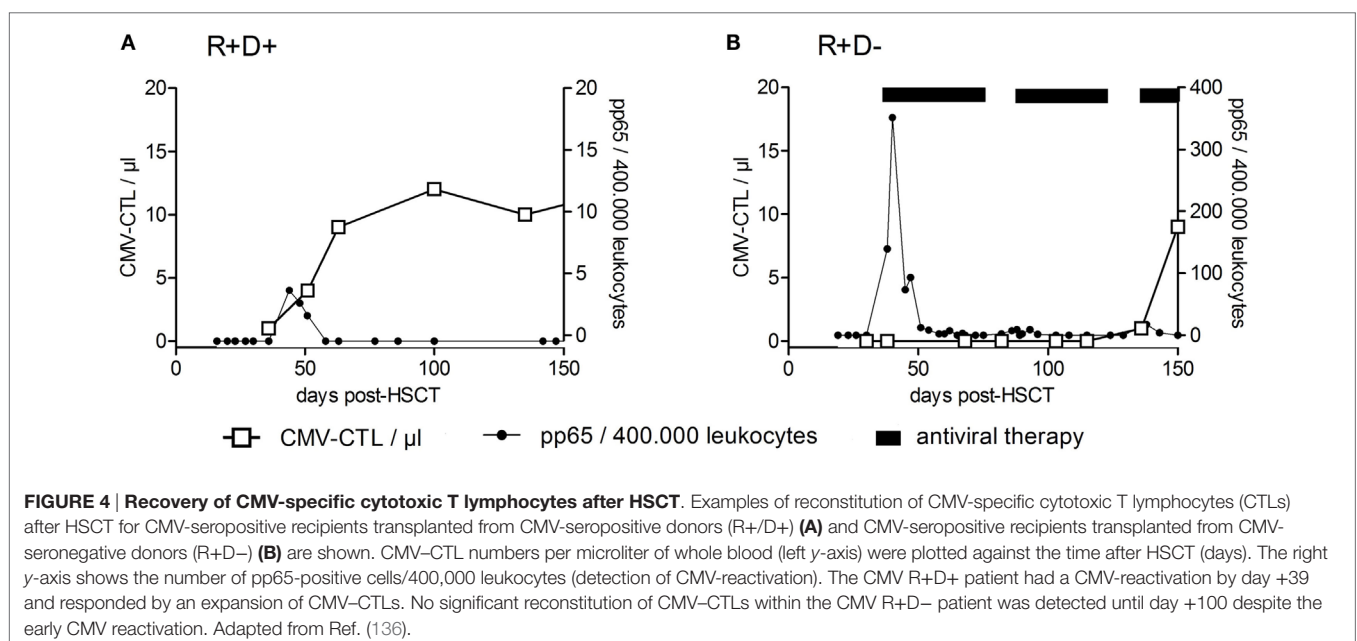 A R+D+
B R+D-
20 20
15 15
10 10
5 5
0 0
CMV-CTL / µl
pp65 / 400.000 leukocytes
0 50 100 150
days post-HSCT
20 400
15 300
10 200
5 100
0 0
CMV-CTL / µl
pp65 / 400.000 leukocytes
0 50 100 150
days post-HSCT
CMV-CTL / µl pp65 / 400.000 leukocytes antiviral therapy
FIGURE 4 | Recovery of CMV-specific cytotoxic T lymphocytes after HSCT. Examples of reconstitution of CMV-specific cytotoxic T lymphocytes (CTLs)
after HSCT for CMV-seropositive recipients transplanted from CMV-seropositive donors (R+/D+) (A) and CMV-seropositive recipients transplanted from CMV-
seronegative donors (R+D−) (B) are shown. CMV–CTL numbers per microliter of whole blood (left y-axis) were plotted against the time after HSCT (days). The right
y-axis shows the number of pp65-positive cells/400,000 leukocytes (detection of CMV-reactivation). The CMV R+D+ patient had a CMV-reactivation by day +39
and responded by an expansion of CMV–CTLs. No significant reconstitution of CMV–CTLs within the CMV R+D− patient was detected until day +100 despite the
early CMV reactivation. Adapted from Ref. (136).